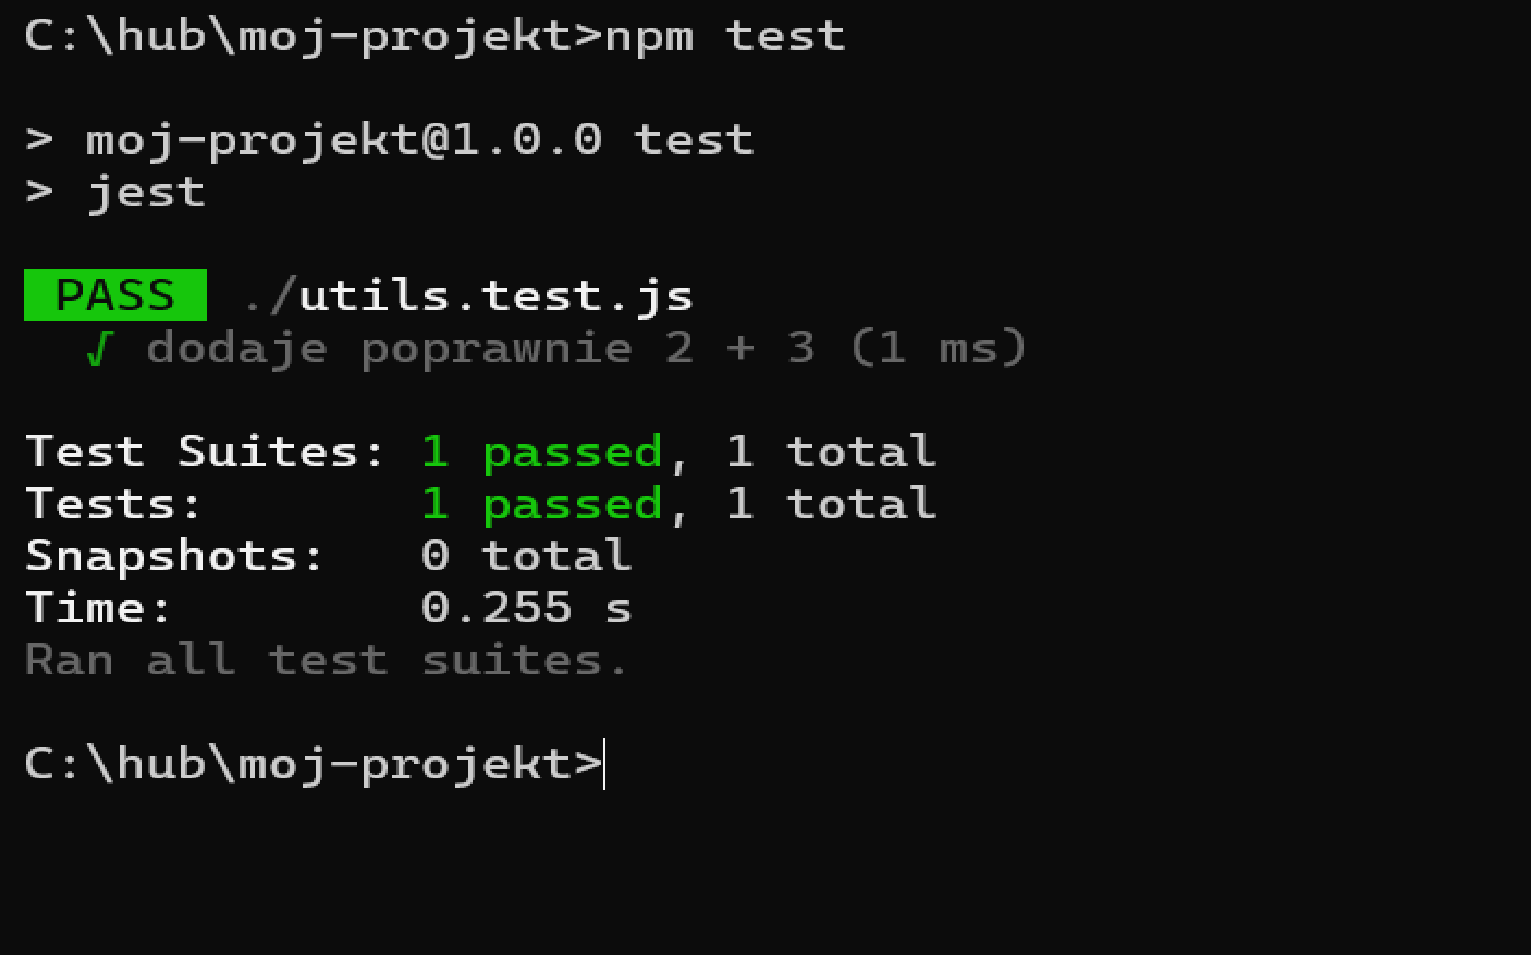 C:\hub\moj-projekt>npm test
> moj-projekt@1.0.0 test
> jest
PASS ./utils.test.js
√ dodaje poprawnie 2 + 3 (1 ms)
Test Suites: 1 passed, 1 total
Tests: 1 passed, 1 total
Snapshots: 0 total
Time: 0.255 s
Ran all test suites.
C:\hub\moj-projekt>